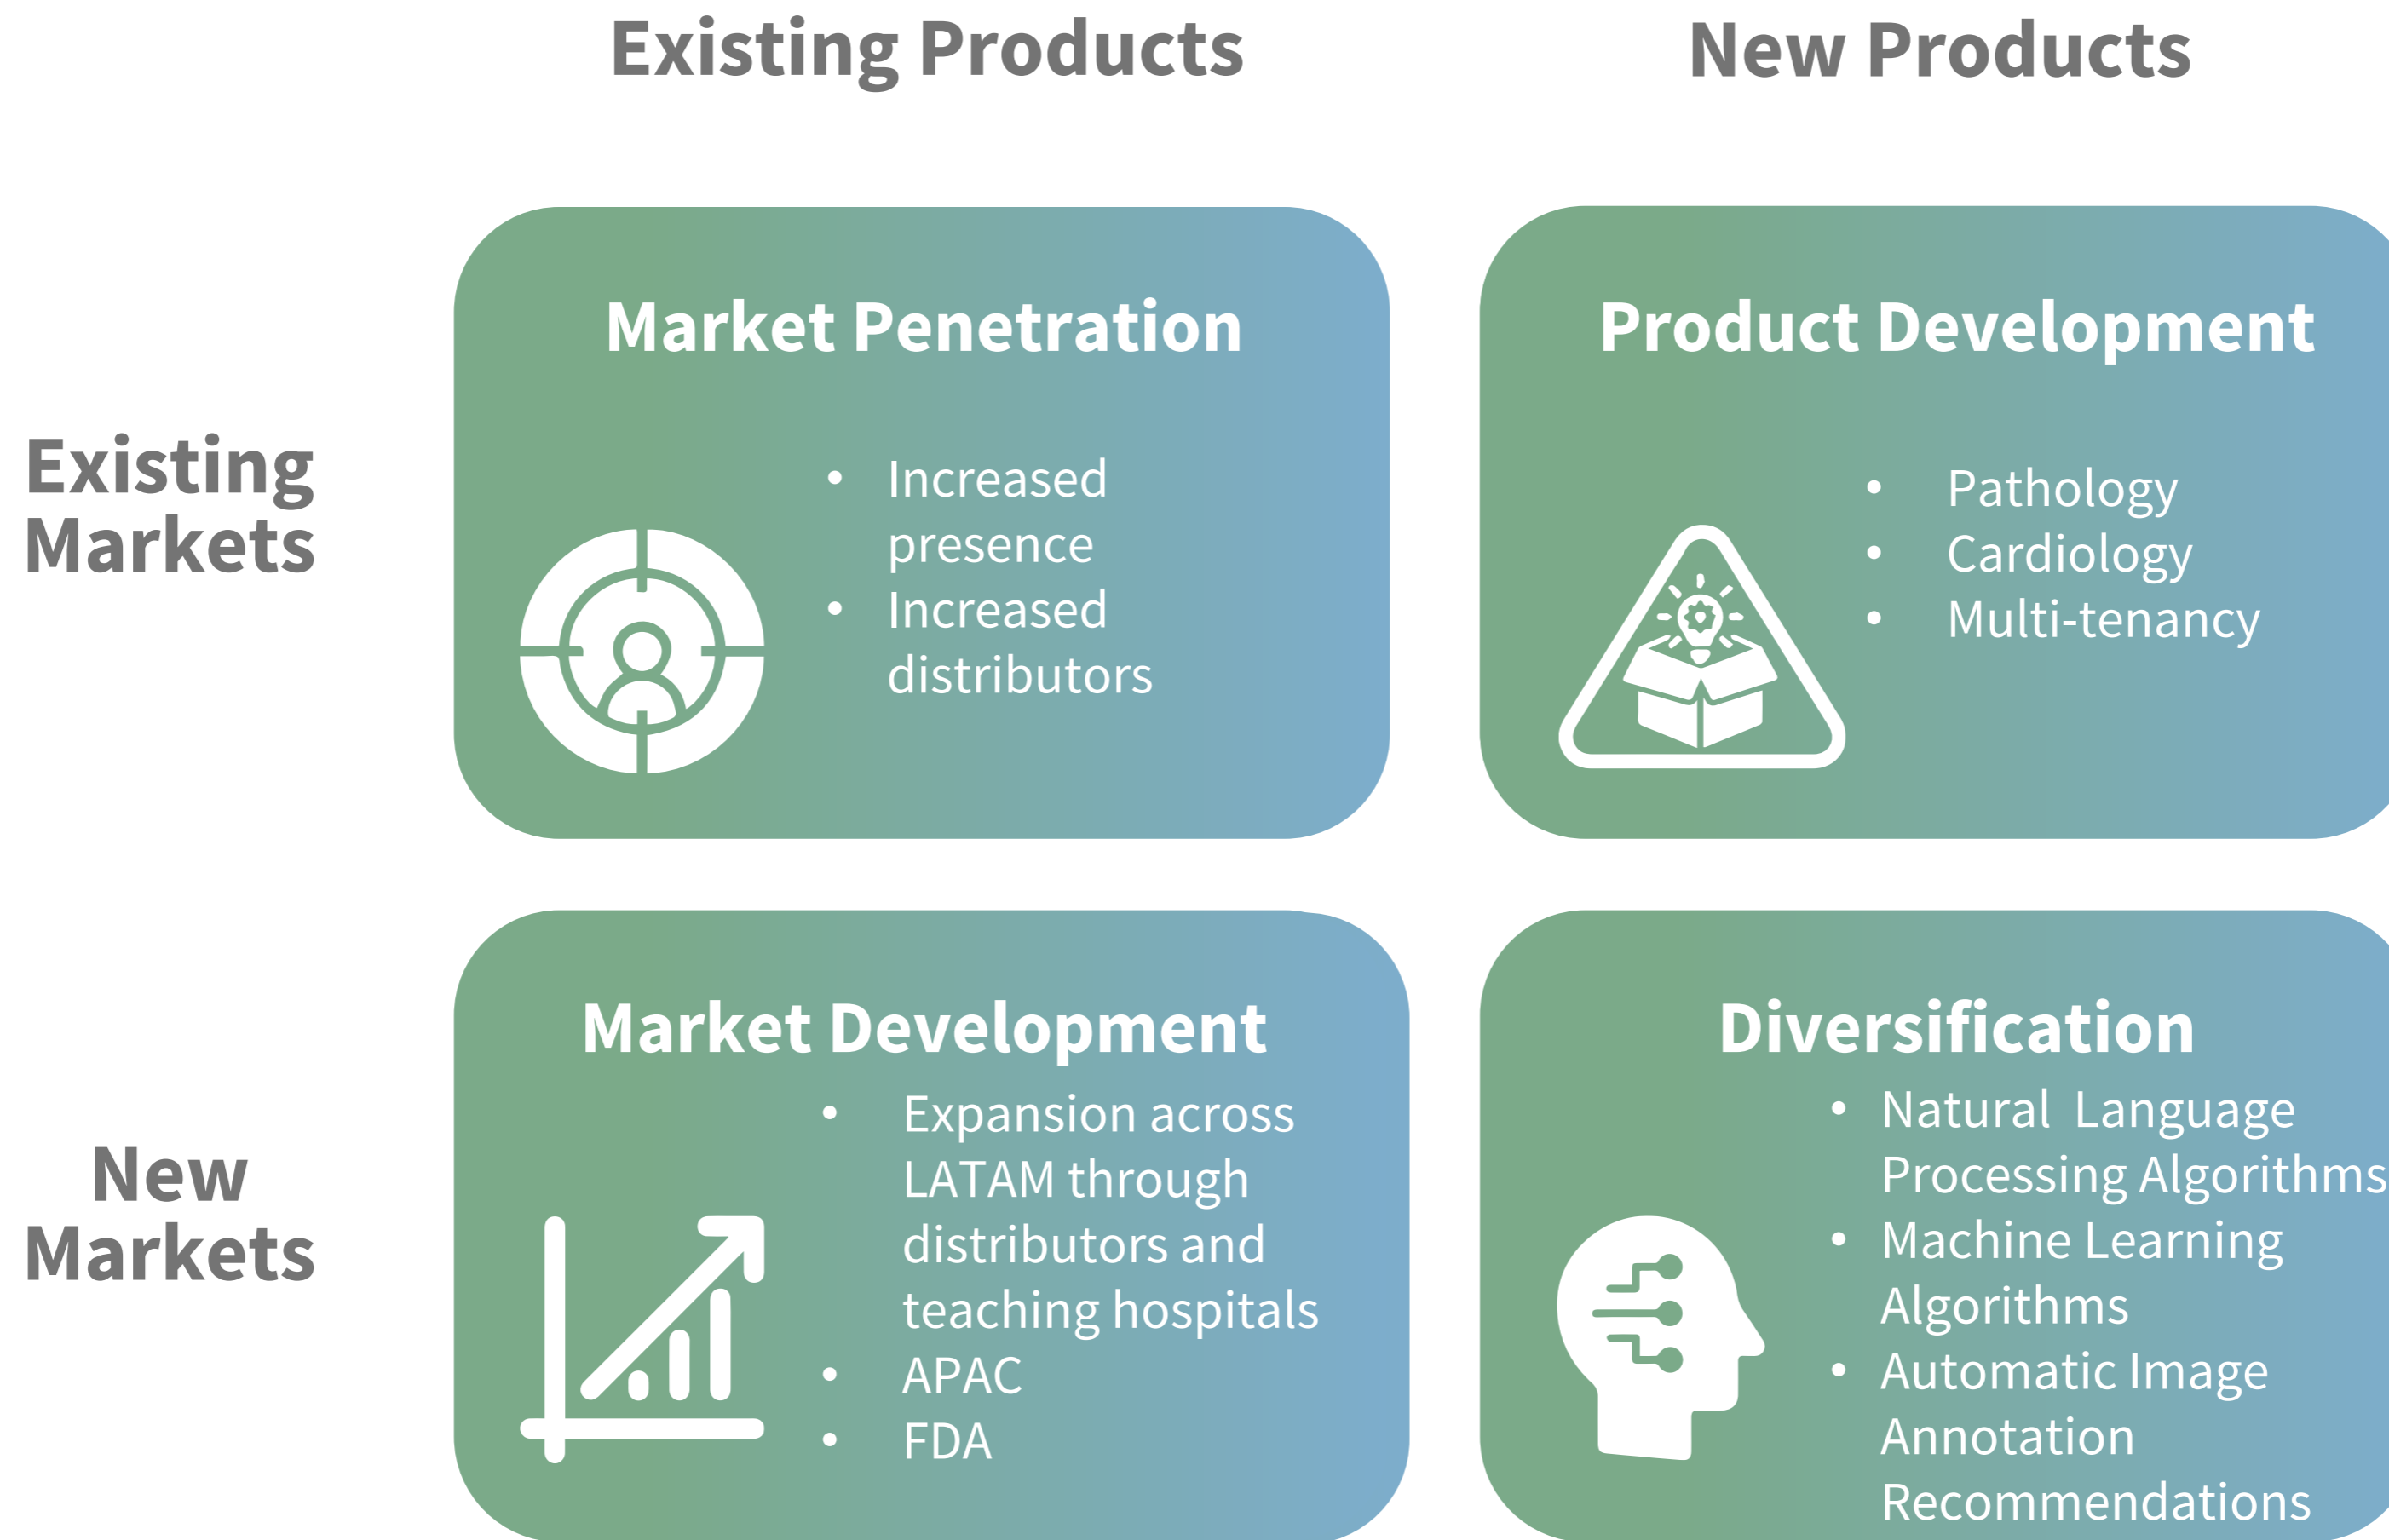 Existing Products
New Products
Existing
Markets
Market Penetration
• Increased
presence
• Increased
distributors
Product Development
• Pathology
• Cardiology
• Multi-tenancy
New
Markets
Market Development
• Expansion across
LATAM through
distributors and
teaching hospitals
• APAC
• FDA
Diversification
• Natural Language
Processing Algorithms
• Machine Learning
Algorithms
• Automatic Image
Annotation
Recommendations